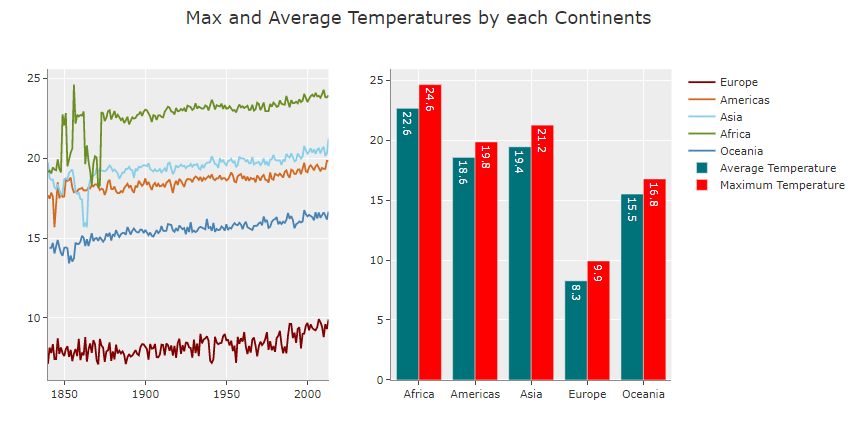 Max and Average Temperatures by each Continents
25
20
15
10
1850
1900
1950
2000
25
20
15
10
5
0
22.6
24.6
18.6
19.8
19.4
21.2
8.3
9.9
15.5
16.8
Africa
Americas
Asia
Europe
Oceania
Europe
Americas
Asia
Africa
Oceania
Average Temperature
Maximum Temperature